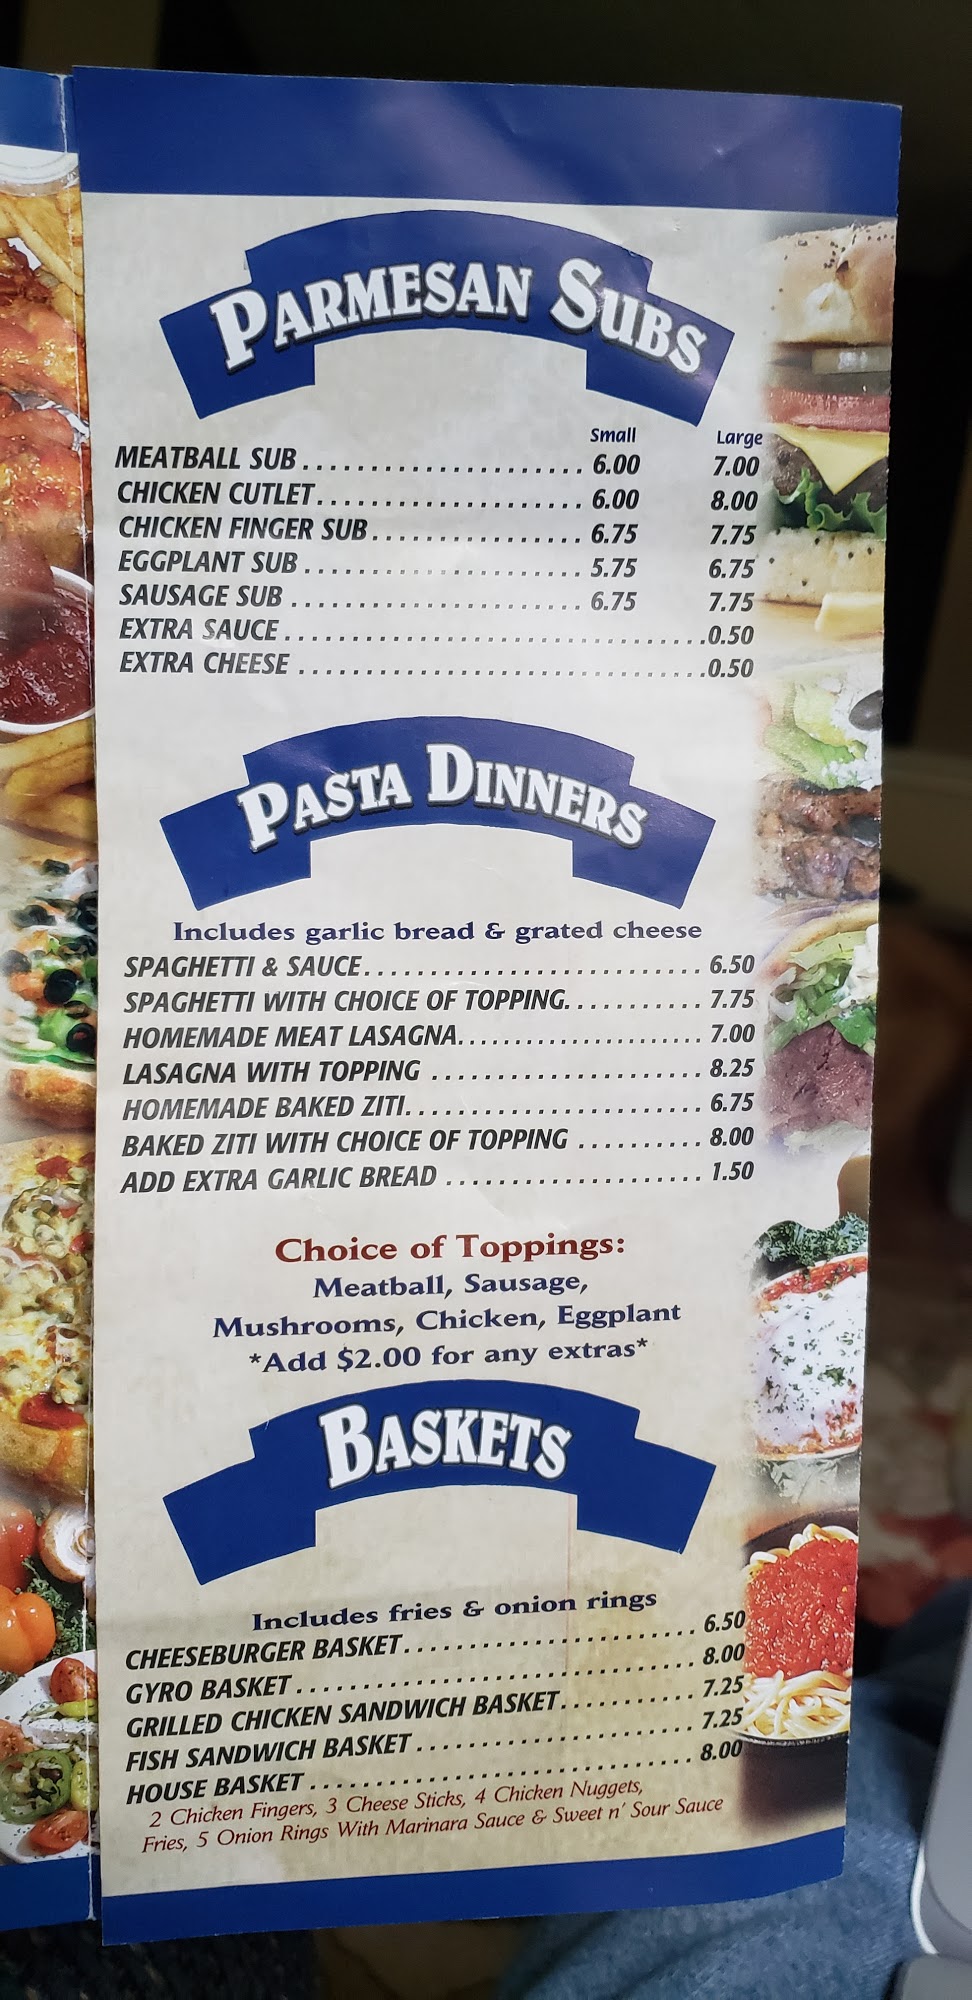 PARMESAN SUBS
Small Large
MEATBALL SUB ..................... 6.00 7.00
CHICKEN CUTLET.................... 6.00 8.00
CHICKEN FINGER SUB................ 6.75 7.75
EGGPLANT SUB ..................... 5.75 6.75
SAUSAGE SUB ...................... 6.75 7.75
EXTRA SAUCE................................0.50
EXTRA CHEESE ...............................0.50
PASTA DINNERS
Includes garlic bread & grated cheese
SPAGHETTI & SAUCE......................... 6.50
SPAGHETTI WITH CHOICE OF TOPPING.......... 7.75
HOMEMADE MEAT LASAGNA.................. 7.00
LASAGNA WITH TOPPING .................... 8.25
HOMEMADE BAKED ZITI...................... 6.75
BAKED ZITI WITH CHOICE OF TOPPING .......... 8.00
ADD EXTRA GARLIC BREAD ................... 1.50
Choice of Toppings:
Meatball, Sausage,
Mushrooms, Chicken, Eggplant
*Add $2.00 for any extras*
BASKETS
Includes fries & onion rings
CHEESEBURGER BASKET...................... 6.50
GYRO BASKET .............................. 8.00
GRILLED CHICKEN SANDWICH BASKET.......... 7.25
FISH SANDWICH BASKET ..................... 7.25
HOUSE BASKET ............................. 8.00
2 Chicken Fingers, 3 Cheese Sticks, 4 Chicken Nuggets,
Fries, 5 Onion Rings With Marinara Sauce & Sweet n' Sour Sauce